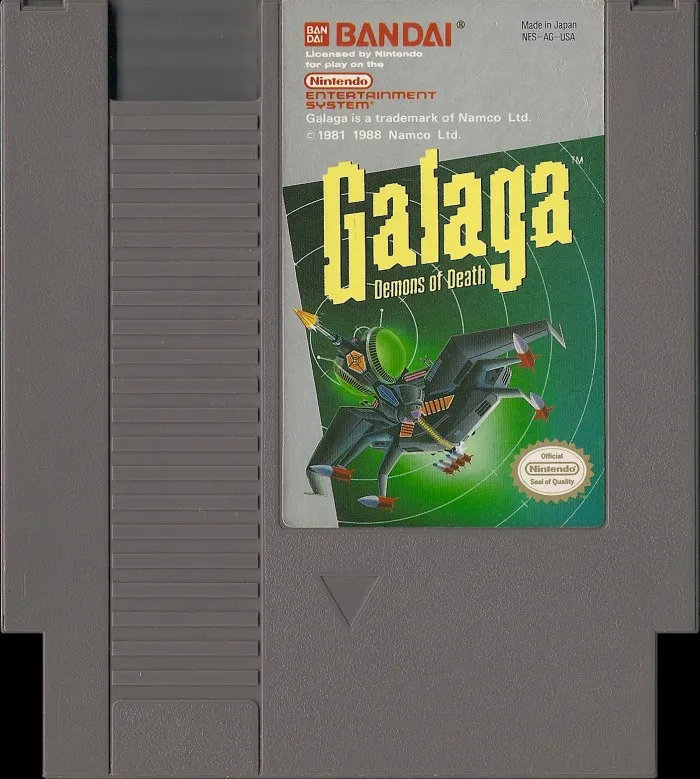 BAN
DAI
BANDAI®
Made in Japan
NES-AG-USA
Licensed by Nintendo
for play on the
Nintendo
ENTERTAINMENT
SYSTEM®
Galaga is a trademark of Namco Ltd.
© 1981 1988 Namco Ltd.
Galaga™
Demons of Death
Official
Nintendo®
Seal of Quality